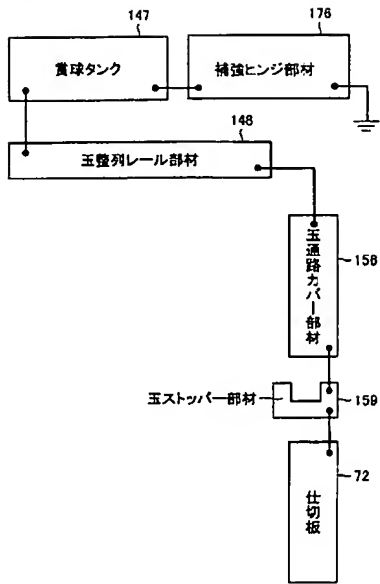 147
176
賞球タンク
補強ヒンジ部材
148
玉整列レール部材
玉通路カバー部材
158
玉ストッパー部材
159
72
仕切板